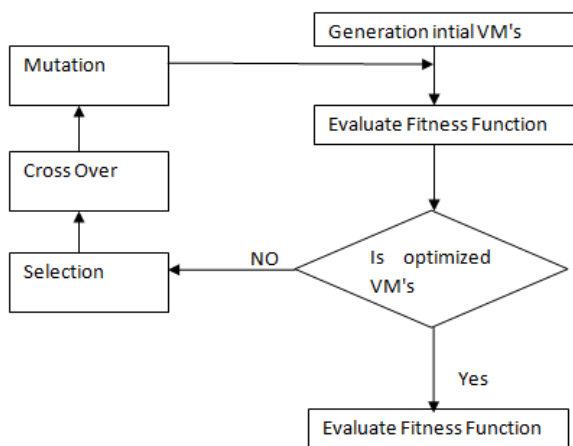 Generation intial VM's
Mutation
Evaluate Fitness Function
Cross Over
Is optimized
VM's
NO
Selection
Yes
Evaluate Fitness Function